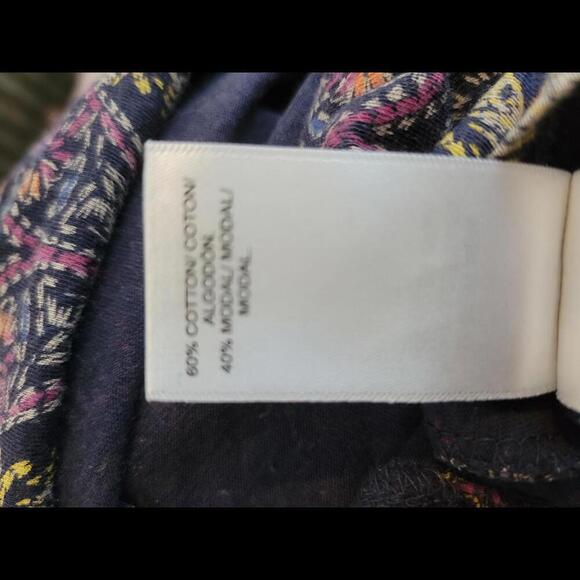 60% COTTON/ COTON/
ALGODÓN.
40% MODAL/ MODAL/
MODAL.